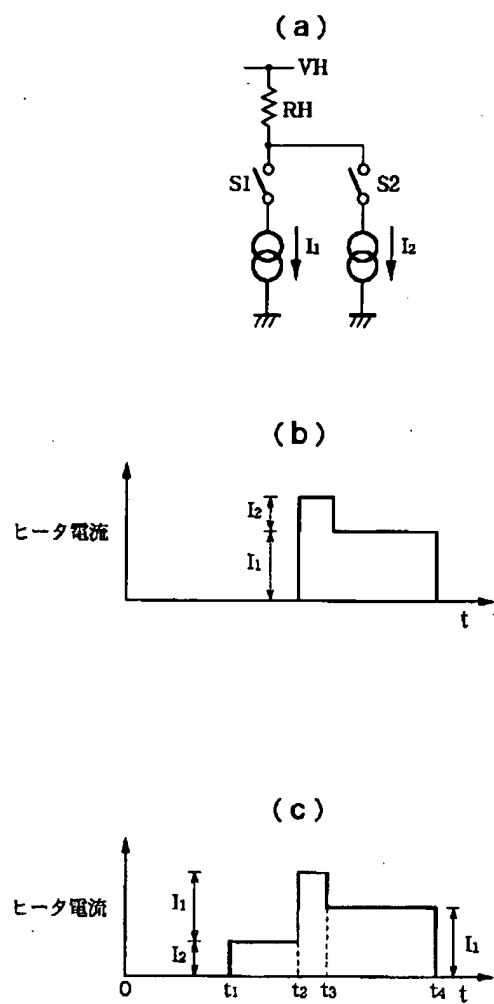 (a)
VH
RH
S1
S2
I₁
I₂
(b)
ヒータ電流
I₂
I₁
t
(c)
ヒータ電流
I₁
I₂
I₁
0
t₁
t₂
t₃
t₄
t